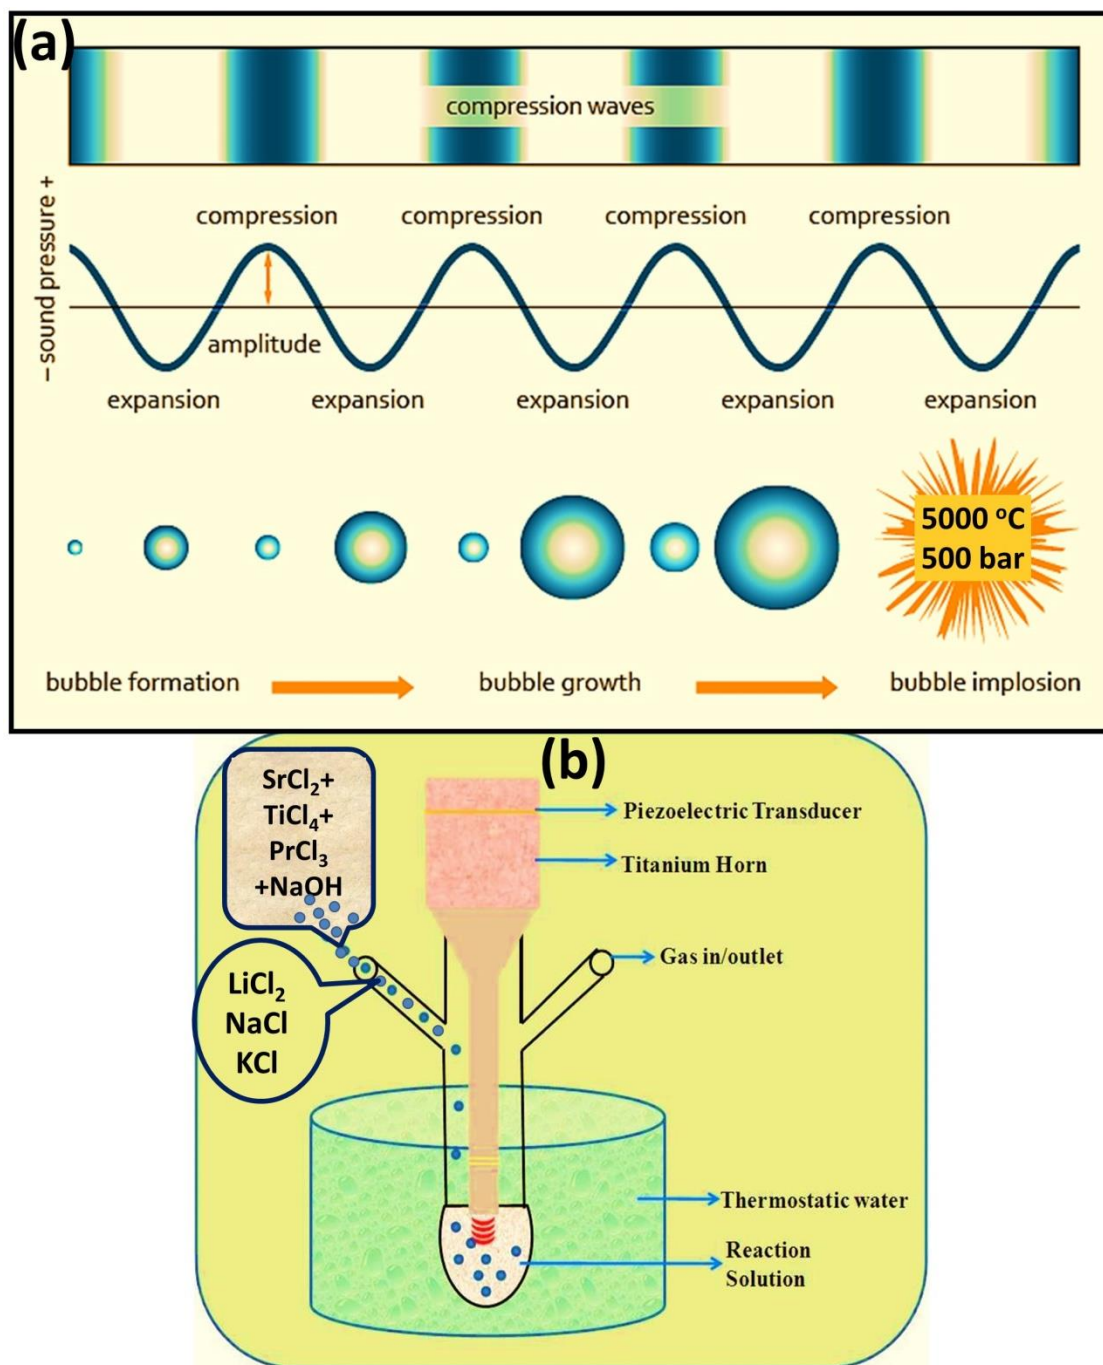 (a)
compression waves
– sound pressure +
compression
compression
compression
compression
amplitude
expansion
expansion
expansion
expansion
expansion
5000 °C
500 bar
bubble formation
bubble growth
bubble implosion
(b)
SrCl₂+
TiCl₄+
PrCl₃
+NaOH
Piezoelectric Transducer
Titanium Horn
Gas in/outlet
LiCl₂
NaCl
KCl
Thermostatic water
Reaction
Solution